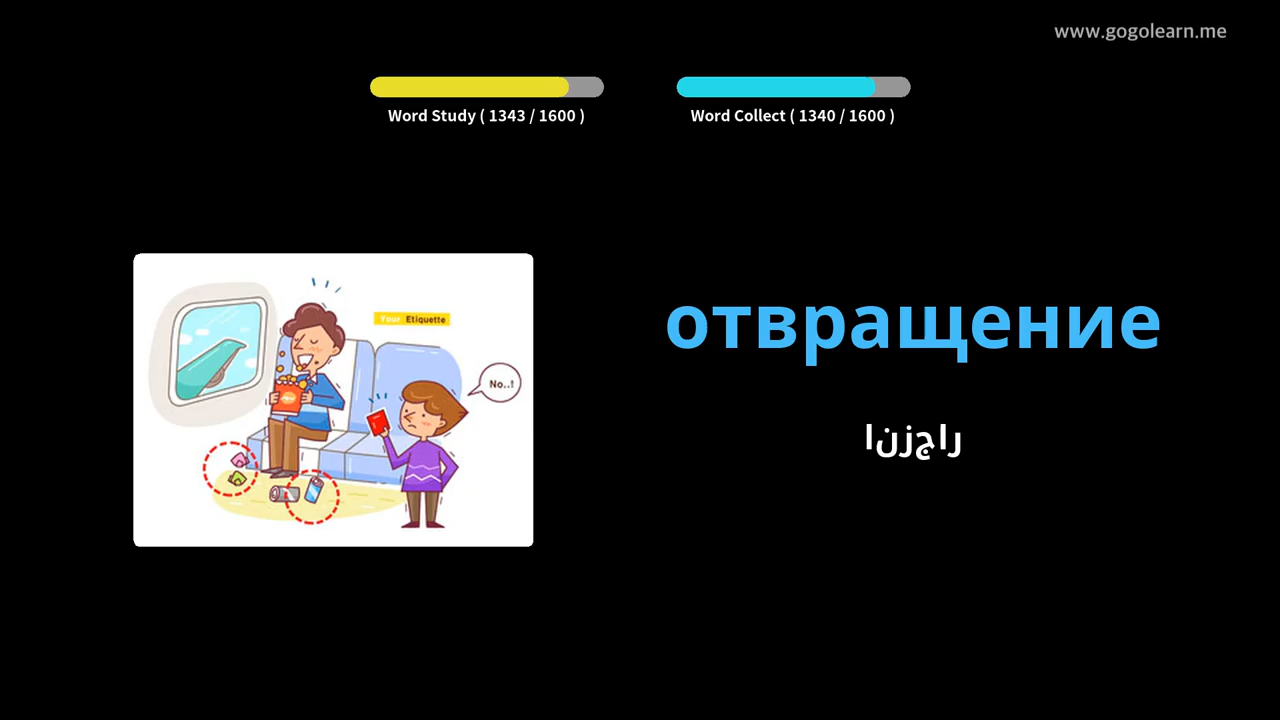 www.gogolearn.me
Word Study ( 1343 / 1600 )
Word Collect ( 1340 / 1600 )
Your Etiquette
No..!
отвращение
انزجار